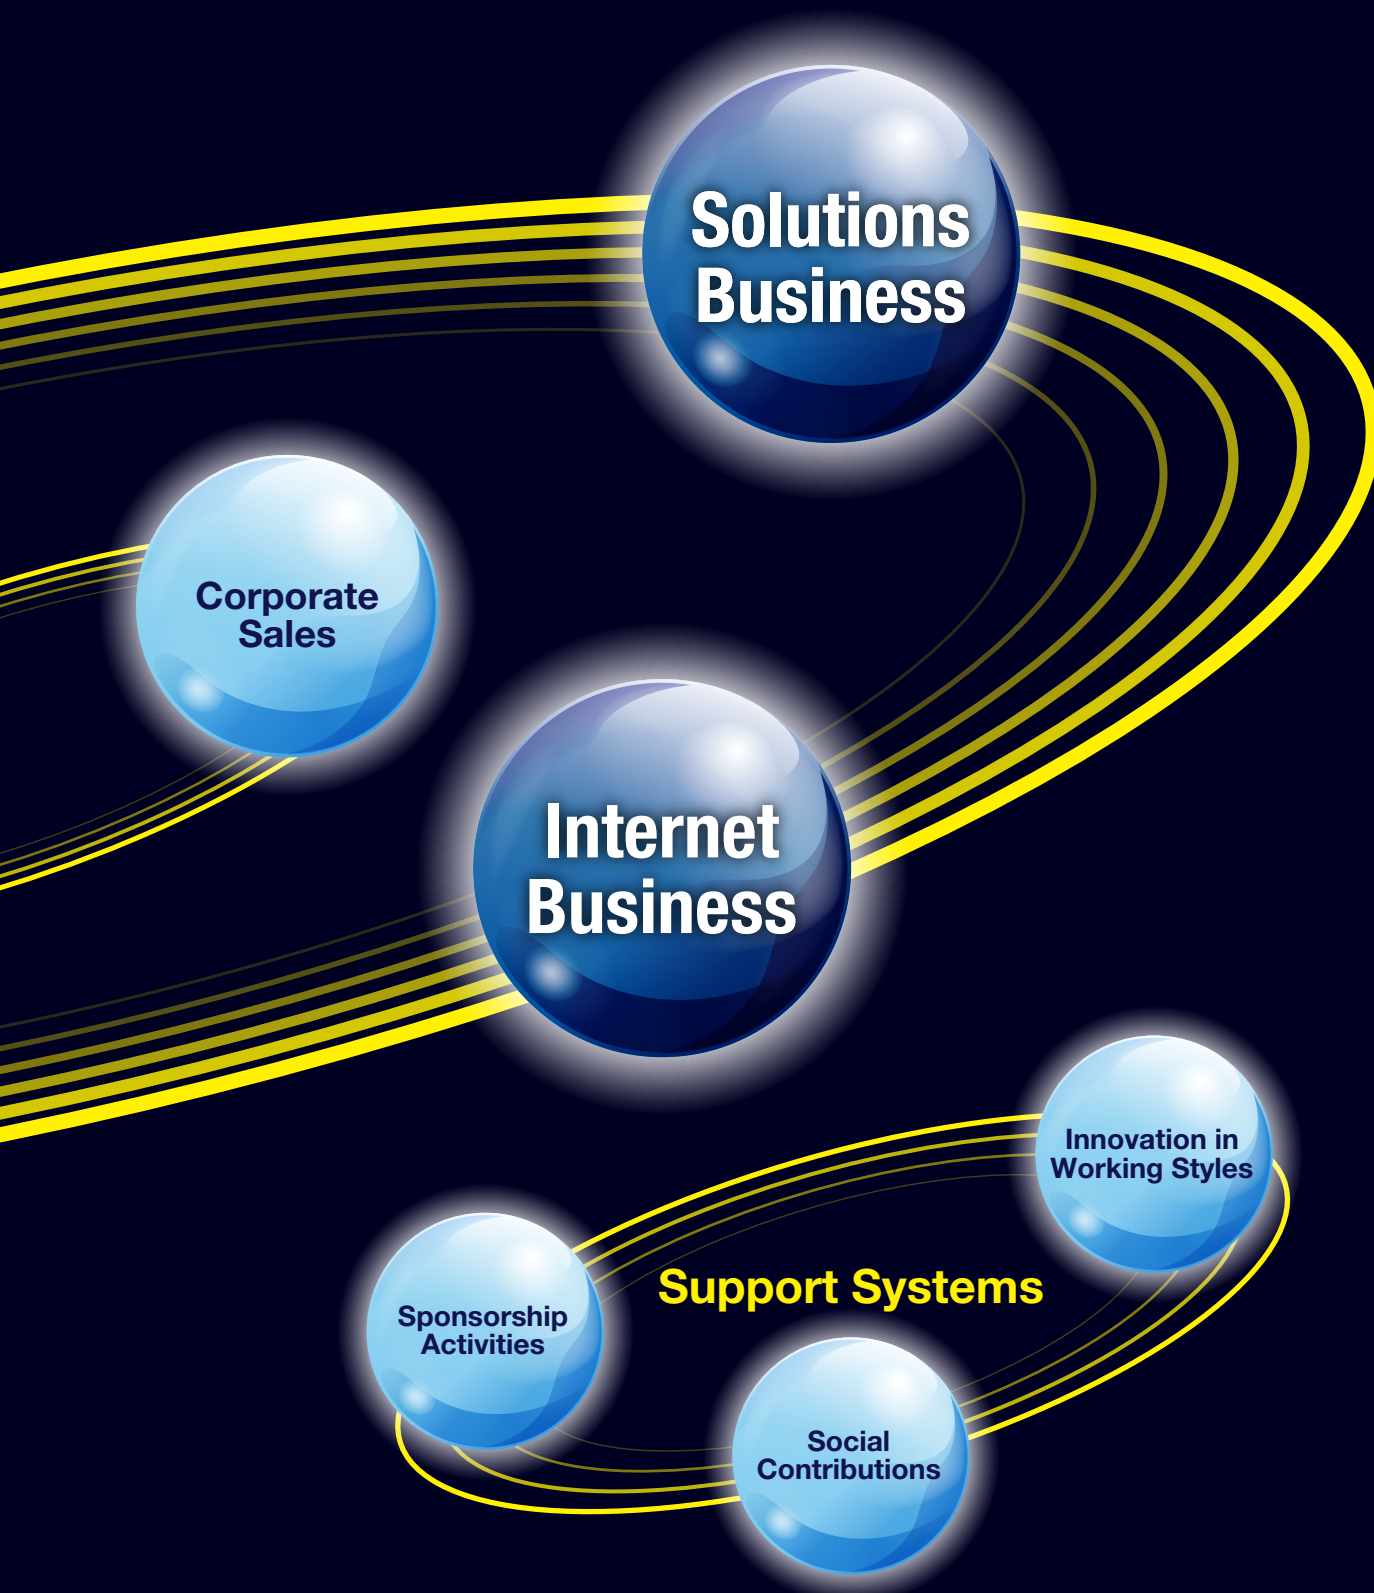 Solutions
Business
Corporate
Sales
Internet
Business
Innovation in
Working Styles
Support Systems
Sponsorship
Activities
Social
Contributions